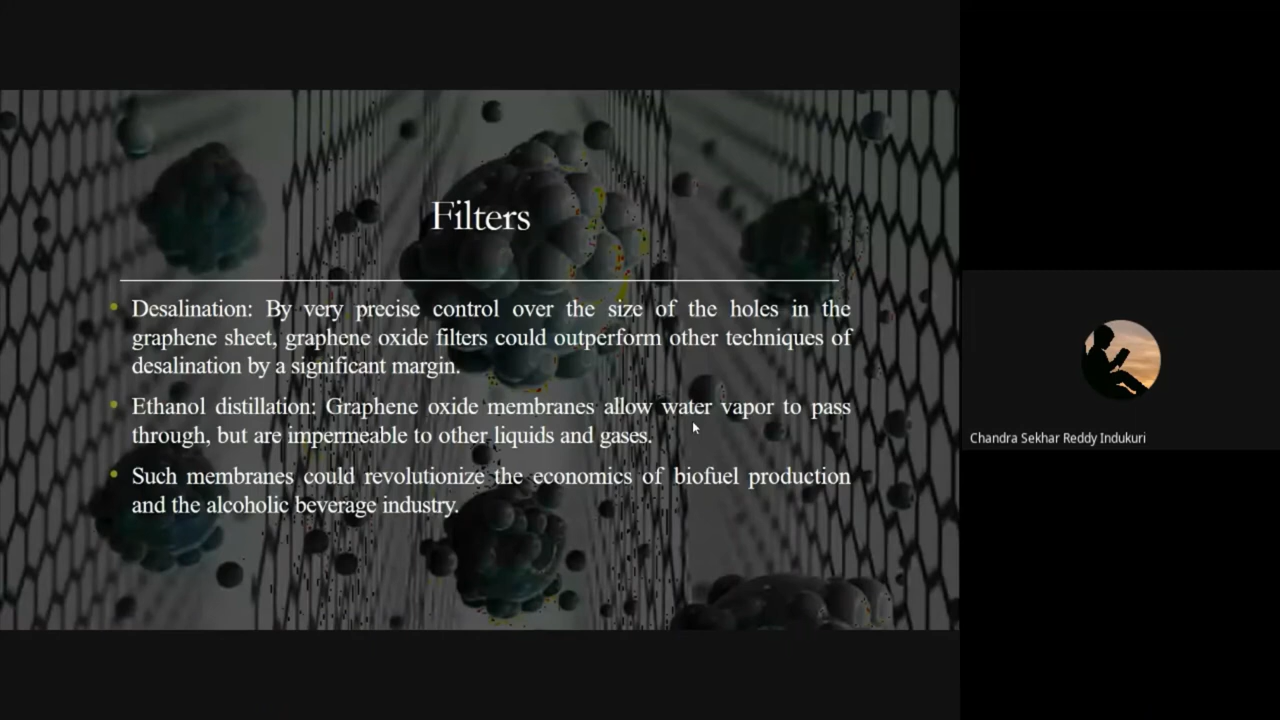 Filters
Desalination: By very precise control over the size of the holes in the
graphene sheet, graphene oxide filters could outperform other techniques of
desalination by a significant margin.
Ethanol distillation: Graphene oxide membranes allow water vapor to pass
through, but are impermeable to other liquids and gases.
Such membranes could revolutionize the economics of biofuel production
and the alcoholic beverage industry.
Chandra Sekhar Reddy Indukuri